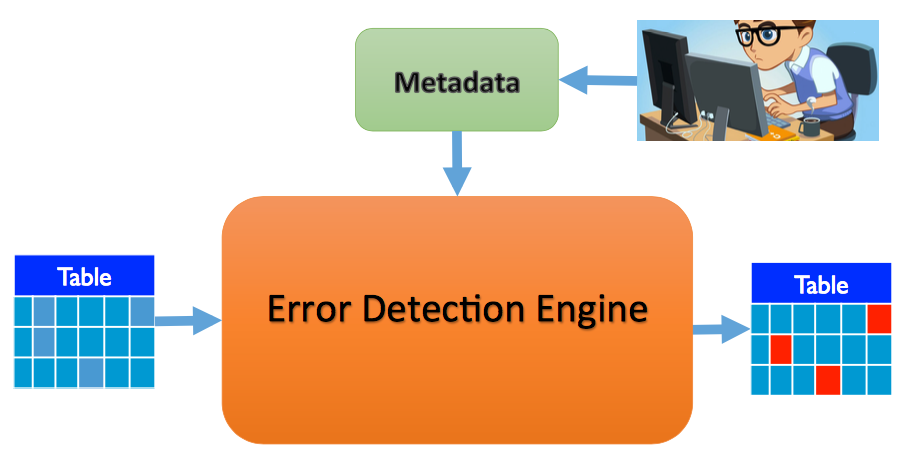 Metadata
Table
Error Detection Engine
Table